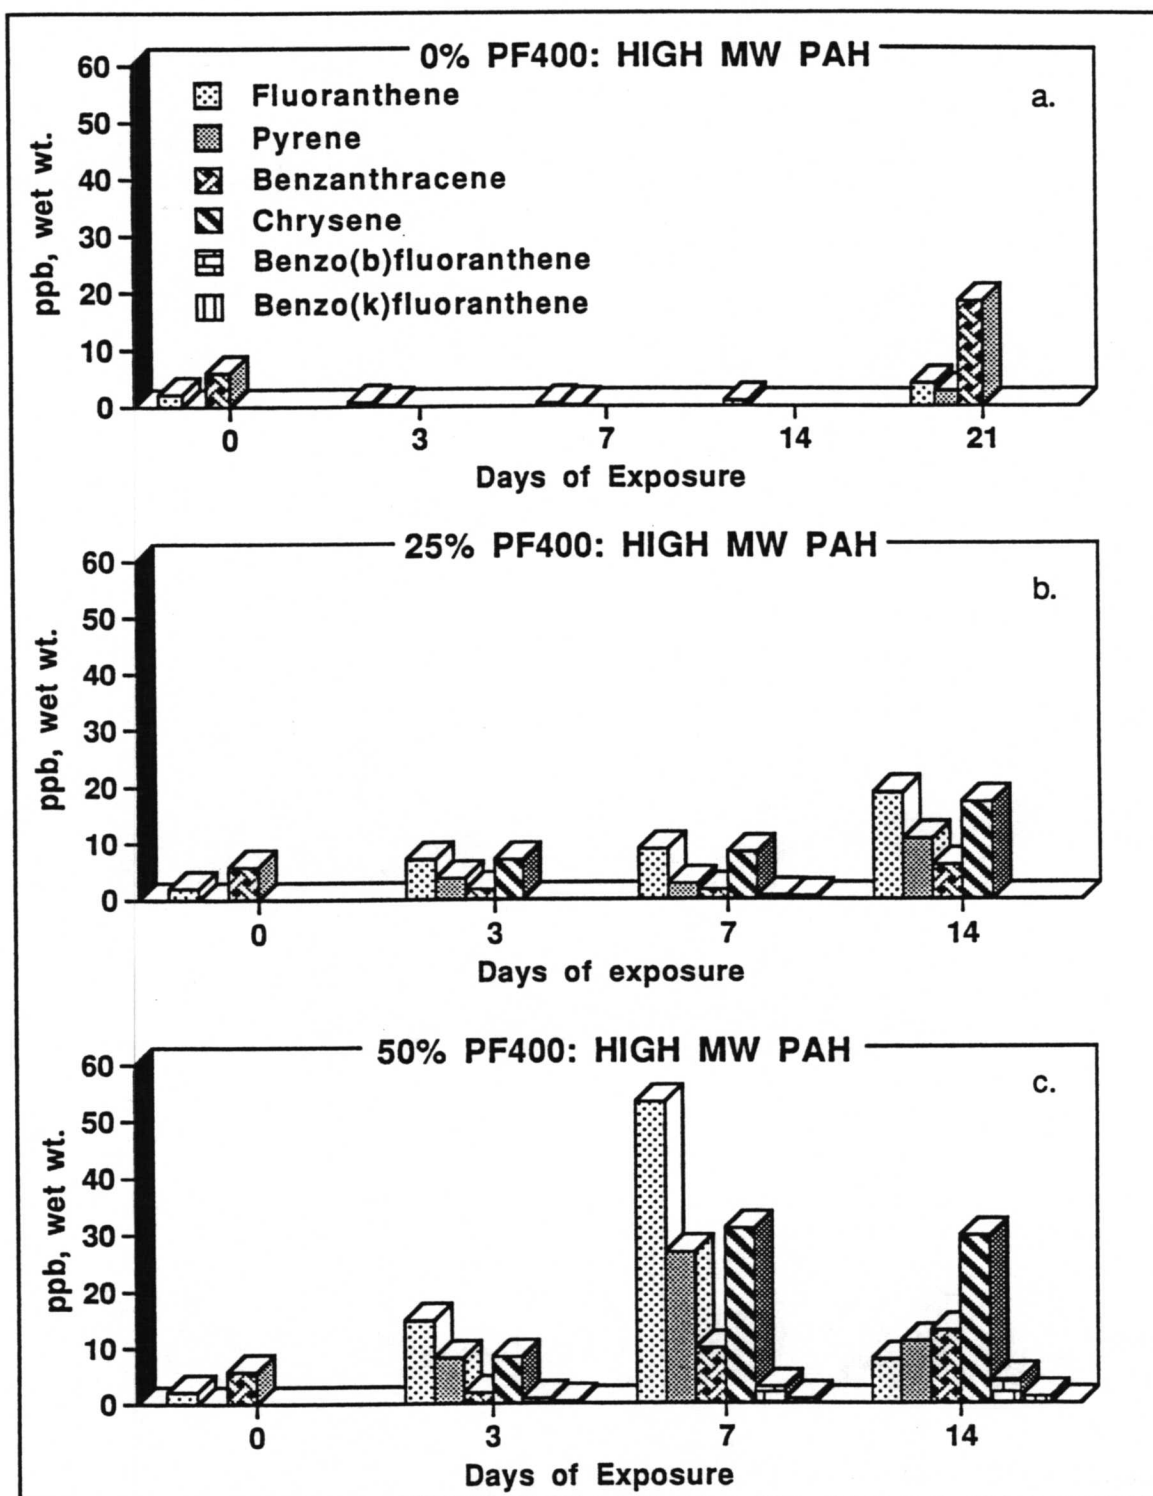 0% PF400: HIGH MW PAH
a.
60
50
40
30
20
10
0
ppb, wet wt.
Fluoranthene
Pyrene
Benzanthracene
Chrysene
Benzo(b)fluoranthene
Benzo(k)fluoranthene
0 3 7 14 21
Days of Exposure
25% PF400: HIGH MW PAH
b.
60
50
40
30
20
10
0
ppb, wet wt.
0 3 7 14
Days of exposure
50% PF400: HIGH MW PAH
c.
60
50
40
30
20
10
0
ppb, wet wt.
0 3 7 14
Days of Exposure